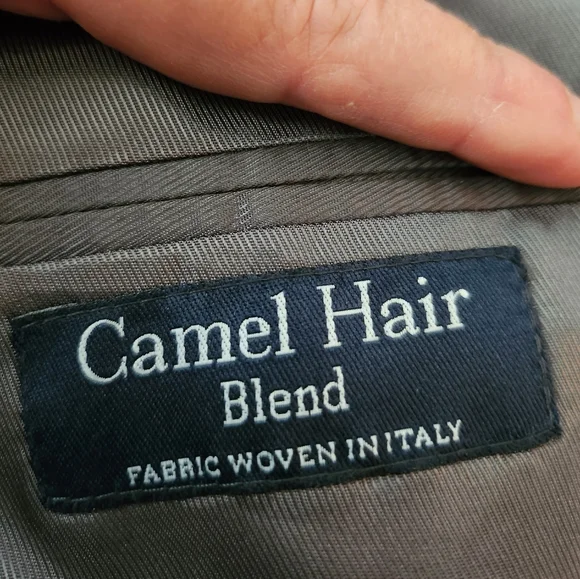 Camel Hair
Blend
FABRIC WOVEN IN ITALY